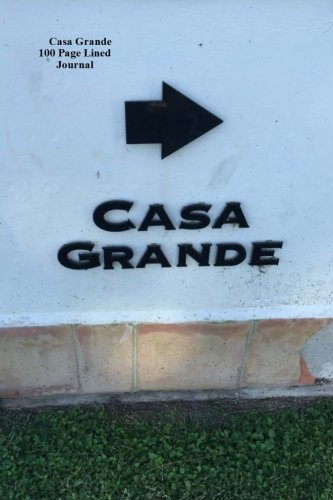 Casa Grande
100 Page Lined
Journal
CASA
GRANDE